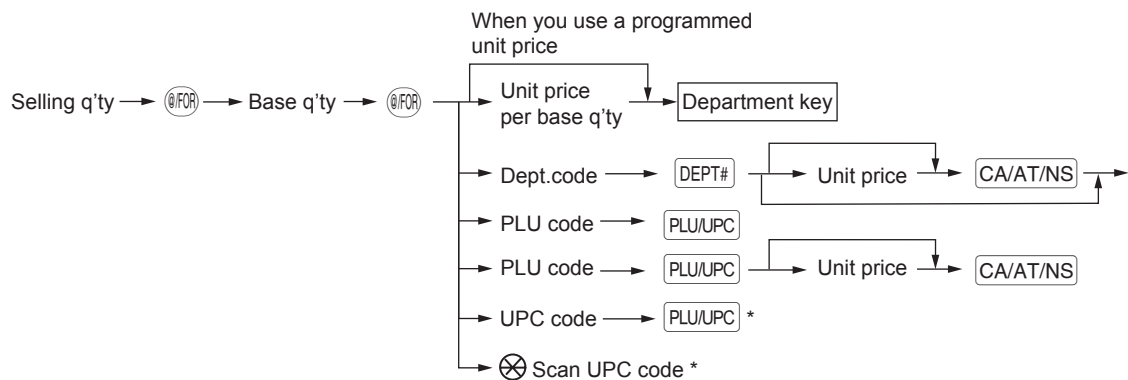 When you use a programmed
unit price
Selling q'ty @/FOR Base q'ty @/FOR Unit price
per base q'ty Department key
Dept.code DEPT# Unit price CA/AT/NS
PLU code PLU/UPC
PLU code PLU/UPC Unit price CA/AT/NS
UPC code PLU/UPC *
Scan UPC code *